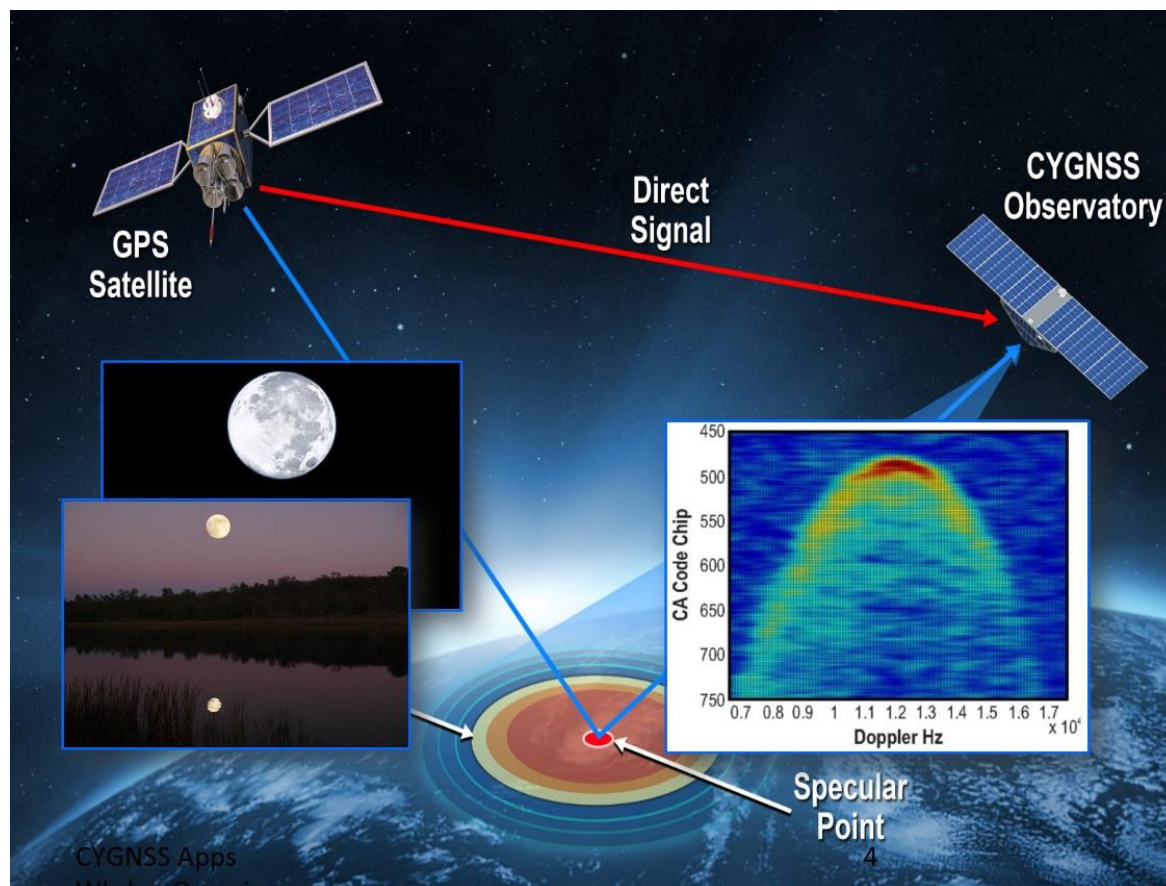 GPS
Satellite
Direct
Signal
CYGNSS
Observatory
450
500
550
600
650
700
750
CA Code Chip
0.7 0.8 0.9 1 1.1 1.2 1.3 1.4 1.5 1.6 1.7
x 10⁴
Doppler Hz
Specular
Point
CYGNSS Apps
4